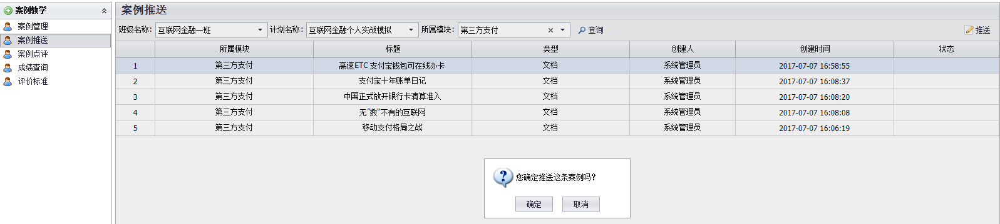 案例教学
案例管理
案例推送
案例点评
成绩查询
评价标准
案例推送
班级名称: 互联网金融一班 计划名称: 互联网金融个人实战模拟 所属模块: 第三方支付 查询 推送
所属模块 标题 类型 创建人 创建时间 状态
1 第三方支付 高速ETC 支付宝钱包可在线办卡 文档 系统管理员 2017-07-07 16:58:55
2 第三方支付 支付宝十年账单日记 文档 系统管理员 2017-07-07 16:08:37
3 第三方支付 中国正式放开银行卡清算准入 文档 系统管理员 2017-07-07 16:08:20
4 第三方支付 无"数"不有的互联网 文档 系统管理员 2017-07-07 16:08:08
5 第三方支付 移动支付格局之战 文档 系统管理员 2017-07-07 16:06:19
您确定推送这条案例吗?
确定 取消